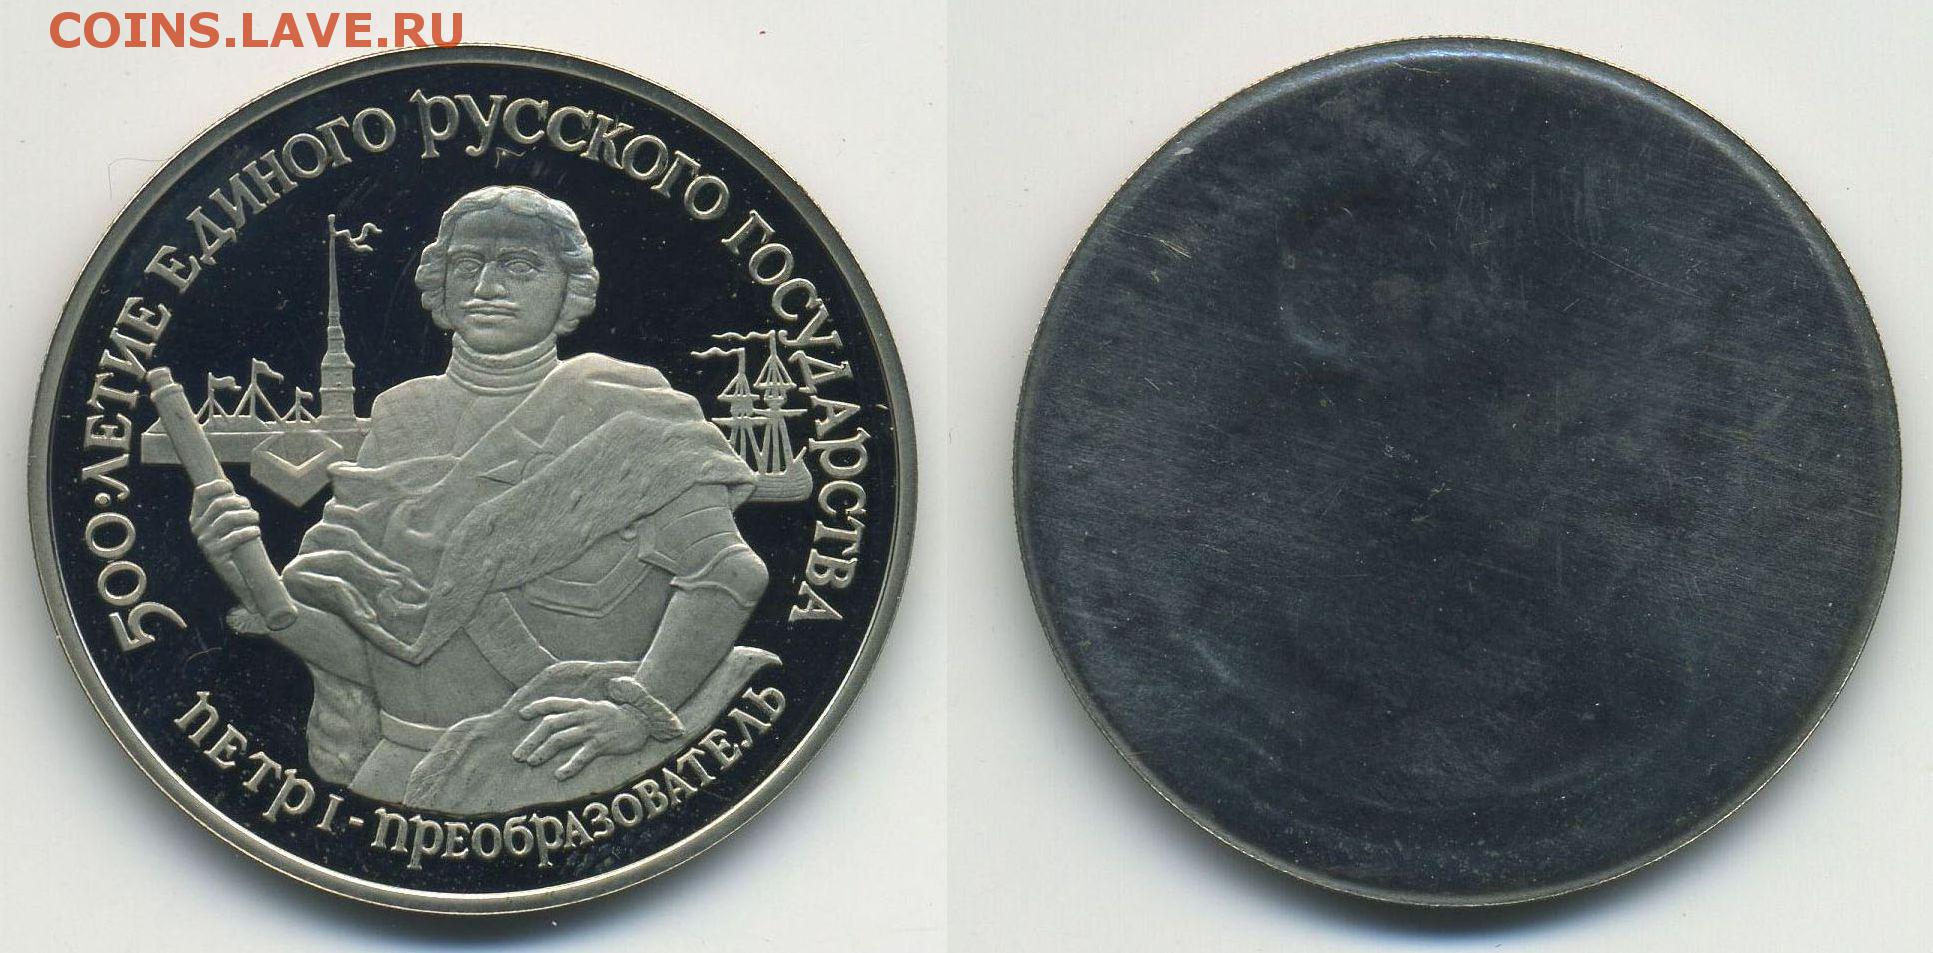 COINS.LAVE.RU
500·ЛЕТИЕ ЕДИНОГО РУССКОГО ГОСУДАРСТВА
ПЕТР I - ПРЕОБРАЗОВАТЕЛЬ